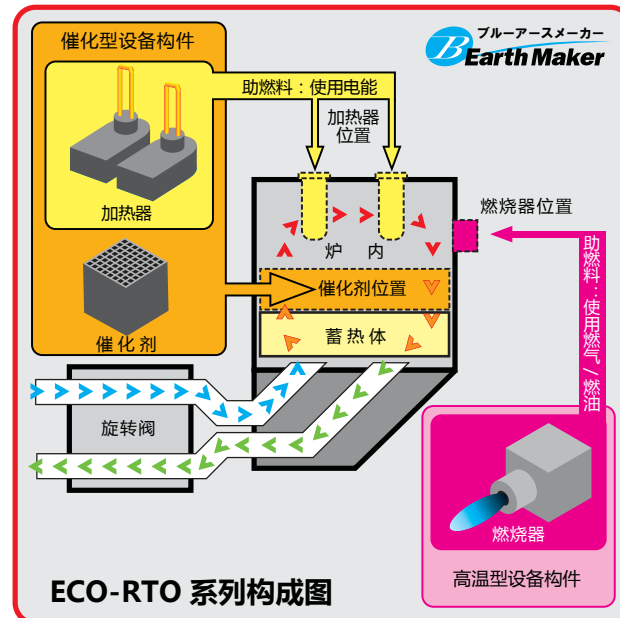 催化型设备构件
ブルーアースメーカー
B Earth Maker
助燃料：使用电能
加热器
位置
加热器
燃烧器位置
炉 内
助燃料：使用燃气/燃油
催化剂位置
催化剂
蓄热体
旋转阀
燃烧器
高温型设备构件
ECO-RTO 系列构成图